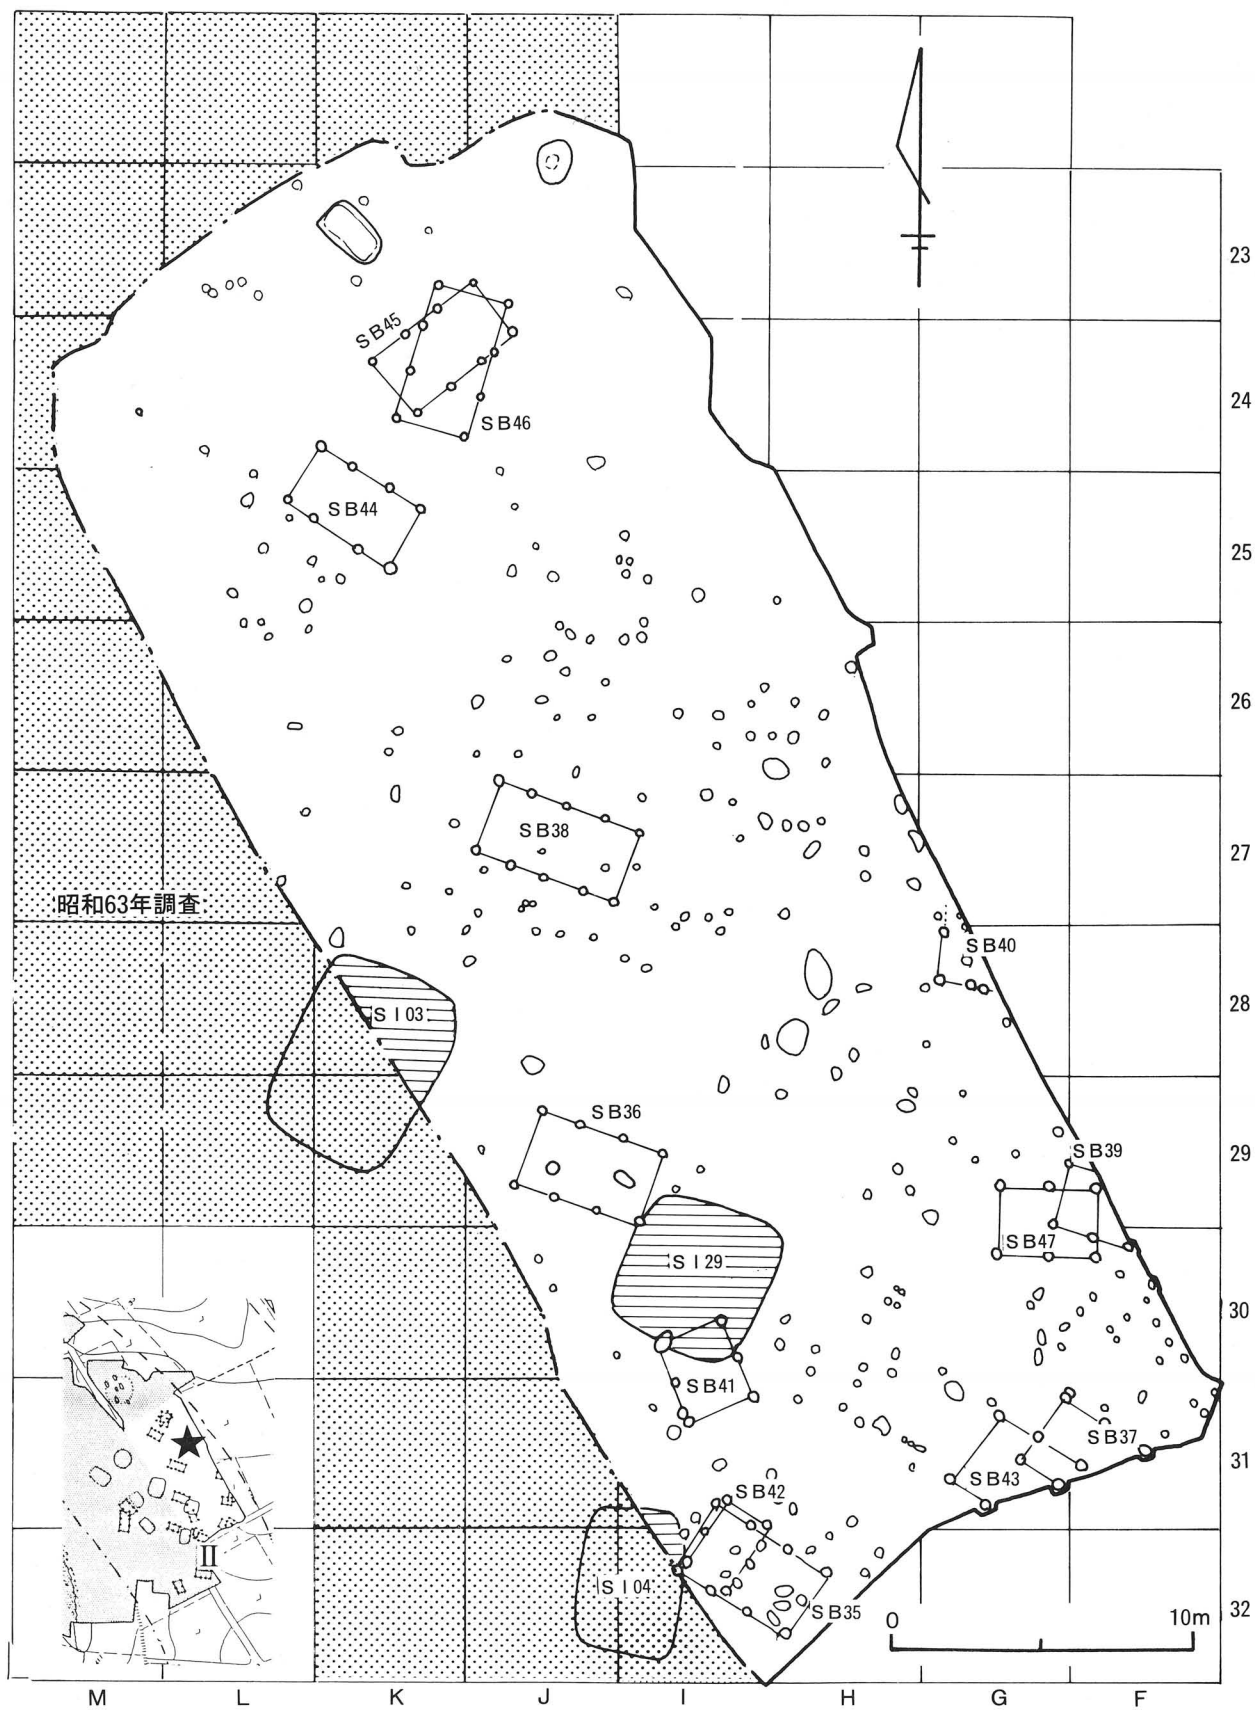 23
SB45
24
SB46
SB44
25
26
SB38
27
昭和63年調査
SB40
SI03
28
SB36
SB39
29
SB47
SI29
30
SB41
SB37
31
SB43
SB42
SI04
SB35
32
II
0 10m
M L K J I H G F